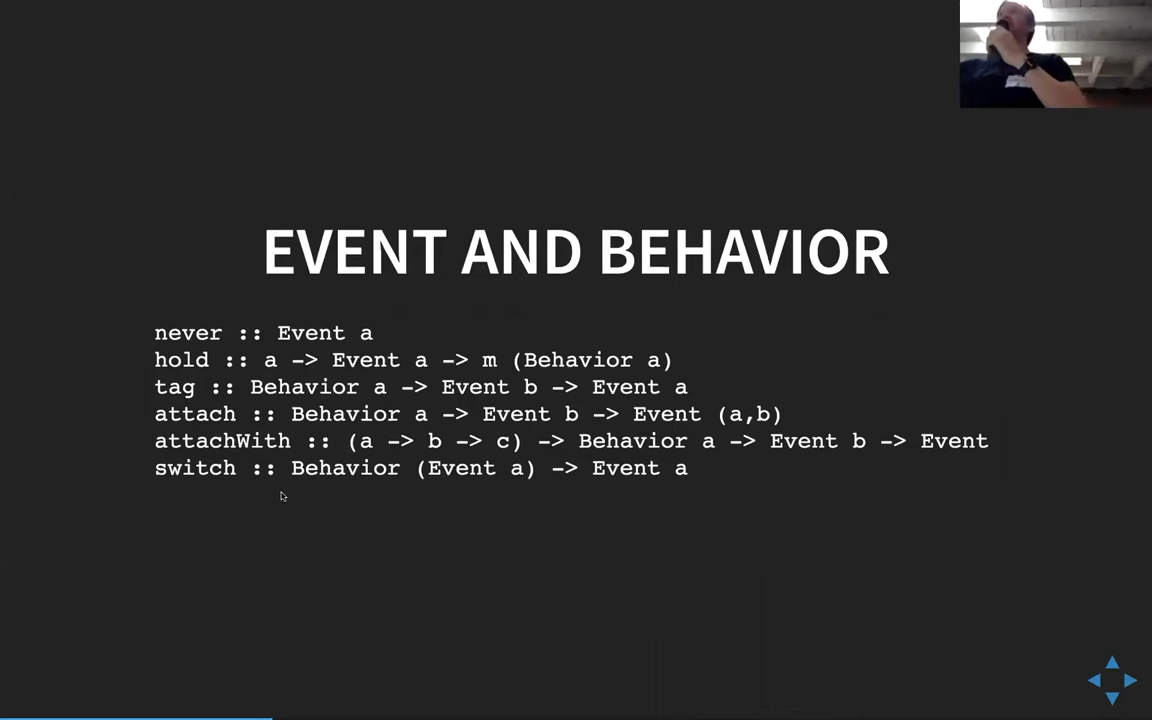 EVENT AND BEHAVIOR
never :: Event a
hold :: a -> Event a -> m (Behavior a)
tag :: Behavior a -> Event b -> Event a
attach :: Behavior a -> Event b -> Event (a,b)
attachWith :: (a -> b -> c) -> Behavior a -> Event b -> Event
switch :: Behavior (Event a) -> Event a